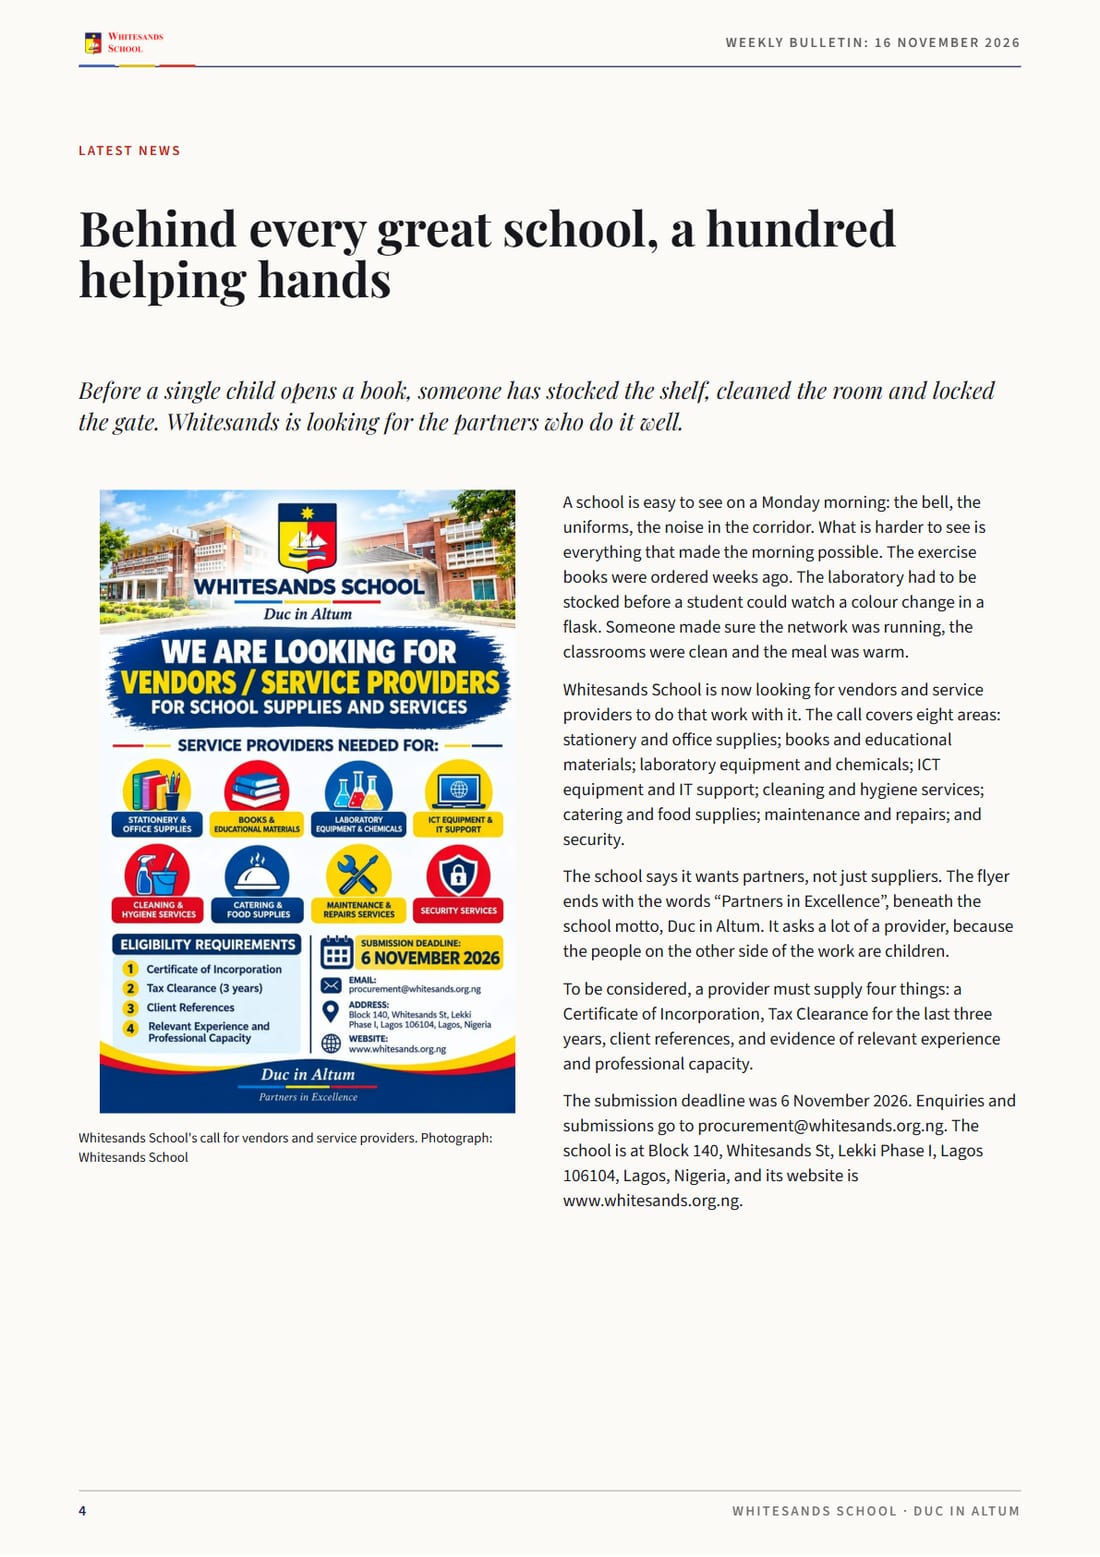 WHITESANDS
SCHOOL
WEEKLY BULLETIN: 16 NOVEMBER 2026
LATEST NEWS
Behind every great school, a hundred
helping hands
Before a single child opens a book, someone has stocked the shelf, cleaned the room and locked
the gate. Whitesands is looking for the partners who do it well.
WHITESANDS SCHOOL
Duc in Altum
WE ARE LOOKING FOR
VENDORS / SERVICE PROVIDERS
FOR SCHOOL SUPPLIES AND SERVICES
SERVICE PROVIDERS NEEDED FOR:
STATIONERY &
OFFICE SUPPLIES
BOOKS &
EDUCATIONAL MATERIALS
LABORATORY
EQUIPMENT & CHEMICALS
ICT EQUIPMENT &
IT SUPPORT
CLEANING &
HYGIENE SERVICES
CATERING &
FOOD SUPPLIES
MAINTENANCE &
REPAIRS SERVICES
SECURITY SERVICES
ELIGIBILITY REQUIREMENTS
1 Certificate of Incorporation
2 Tax Clearance (3 years)
3 Client References
4 Relevant Experience and
Professional Capacity
SUBMISSION DEADLINE:
6 NOVEMBER 2026
EMAIL:
procurement@whitesands.org.ng
ADDRESS:
Block 140, Whitesands St, Lekki
Phase I, Lagos 106104, Lagos, Nigeria
WEBSITE:
www.whitesands.org.ng
Duc in Altum
Partners in Excellence
Whitesands School's call for vendors and service providers. Photograph:
Whitesands School
A school is easy to see on a Monday morning: the bell, the
uniforms, the noise in the corridor. What is harder to see is
everything that made the morning possible. The exercise
books were ordered weeks ago. The laboratory had to be
stocked before a student could watch a colour change in a
flask. Someone made sure the network was running, the
classrooms were clean and the meal was warm.
Whitesands School is now looking for vendors and service
providers to do that work with it. The call covers eight areas:
stationery and office supplies; books and educational
materials; laboratory equipment and chemicals; ICT
equipment and IT support; cleaning and hygiene services;
catering and food supplies; maintenance and repairs; and
security.
The school says it wants partners, not just suppliers. The flyer
ends with the words “Partners in Excellence”, beneath the
school motto, Duc in Altum. It asks a lot of a provider, because
the people on the other side of the work are children.
To be considered, a provider must supply four things: a
Certificate of Incorporation, Tax Clearance for the last three
years, client references, and evidence of relevant experience
and professional capacity.
The submission deadline was 6 November 2026. Enquiries and
submissions go to procurement@whitesands.org.ng. The
school is at Block 140, Whitesands St, Lekki Phase I, Lagos
106104, Lagos, Nigeria, and its website is
www.whitesands.org.ng.
4
WHITESANDS SCHOOL · DUC IN ALTUM